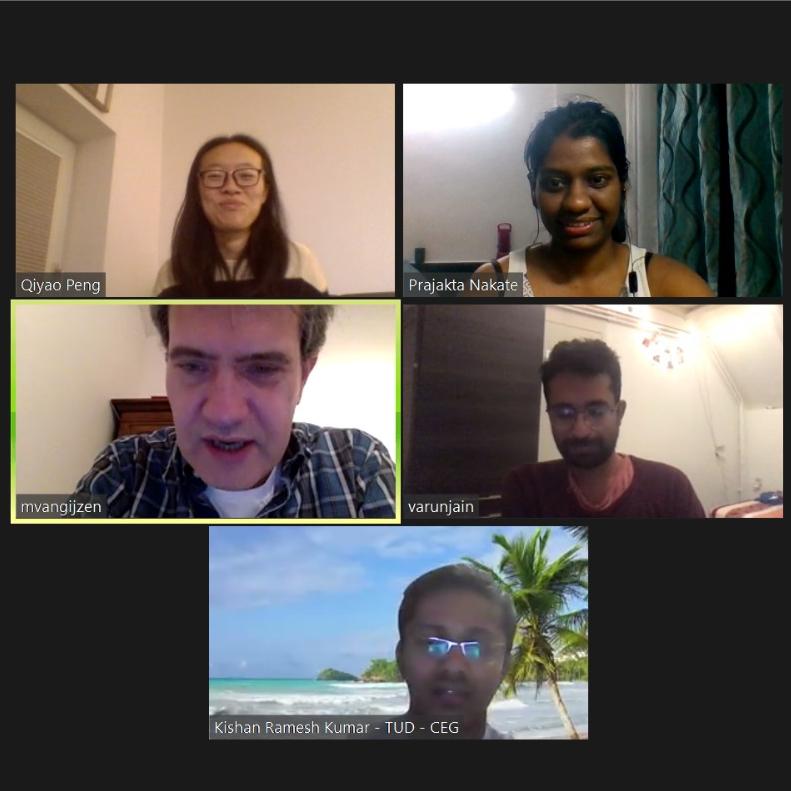 Qiyao Peng
Prajakta Nakate
mvangijzen
varunjain
Kishan Ramesh Kumar - TUD - CEG